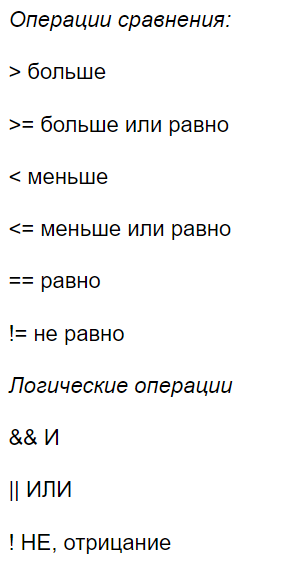 Операции сравнения:
> больше
>= больше или равно
< меньше
<= меньше или равно
== равно
!= не равно
Логические операции
&& И
|| ИЛИ
! НЕ, отрицание